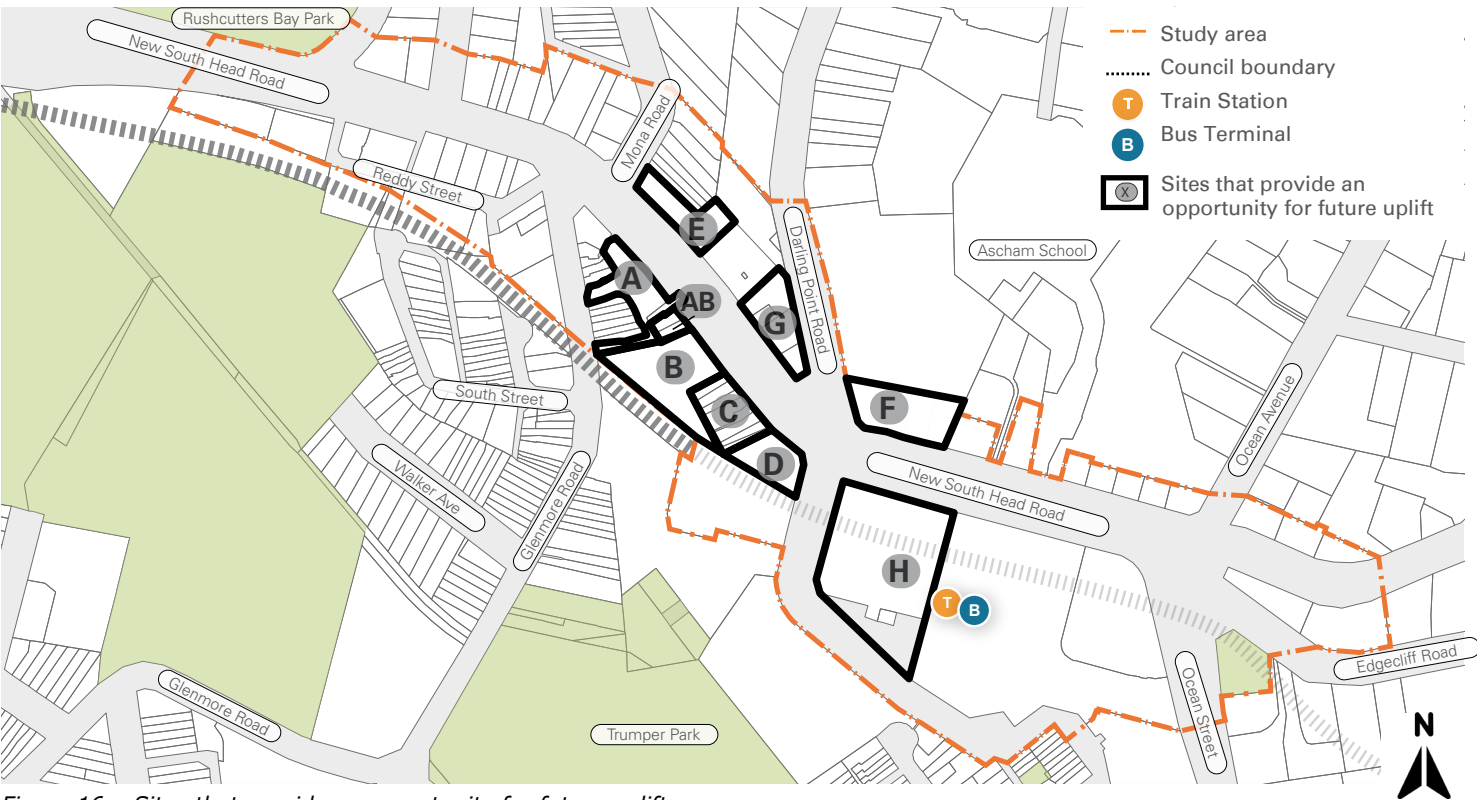 Rushcutters Bay Park
New South Head Road
Mona Road
Reddy Street
Study area
Council boundary
T Train Station
B Bus Terminal
X Sites that provide an
opportunity for future uplift
Ascham School
Darling Point Road
E
A
AB
G
B
C
F
D
H
T
B
South Street
Walker Ave
Glenmore Road
New South Head Road
Ocean Avenue
Edgecliff Road
Ocean Street
Glenmore Road
Trumper Park
N